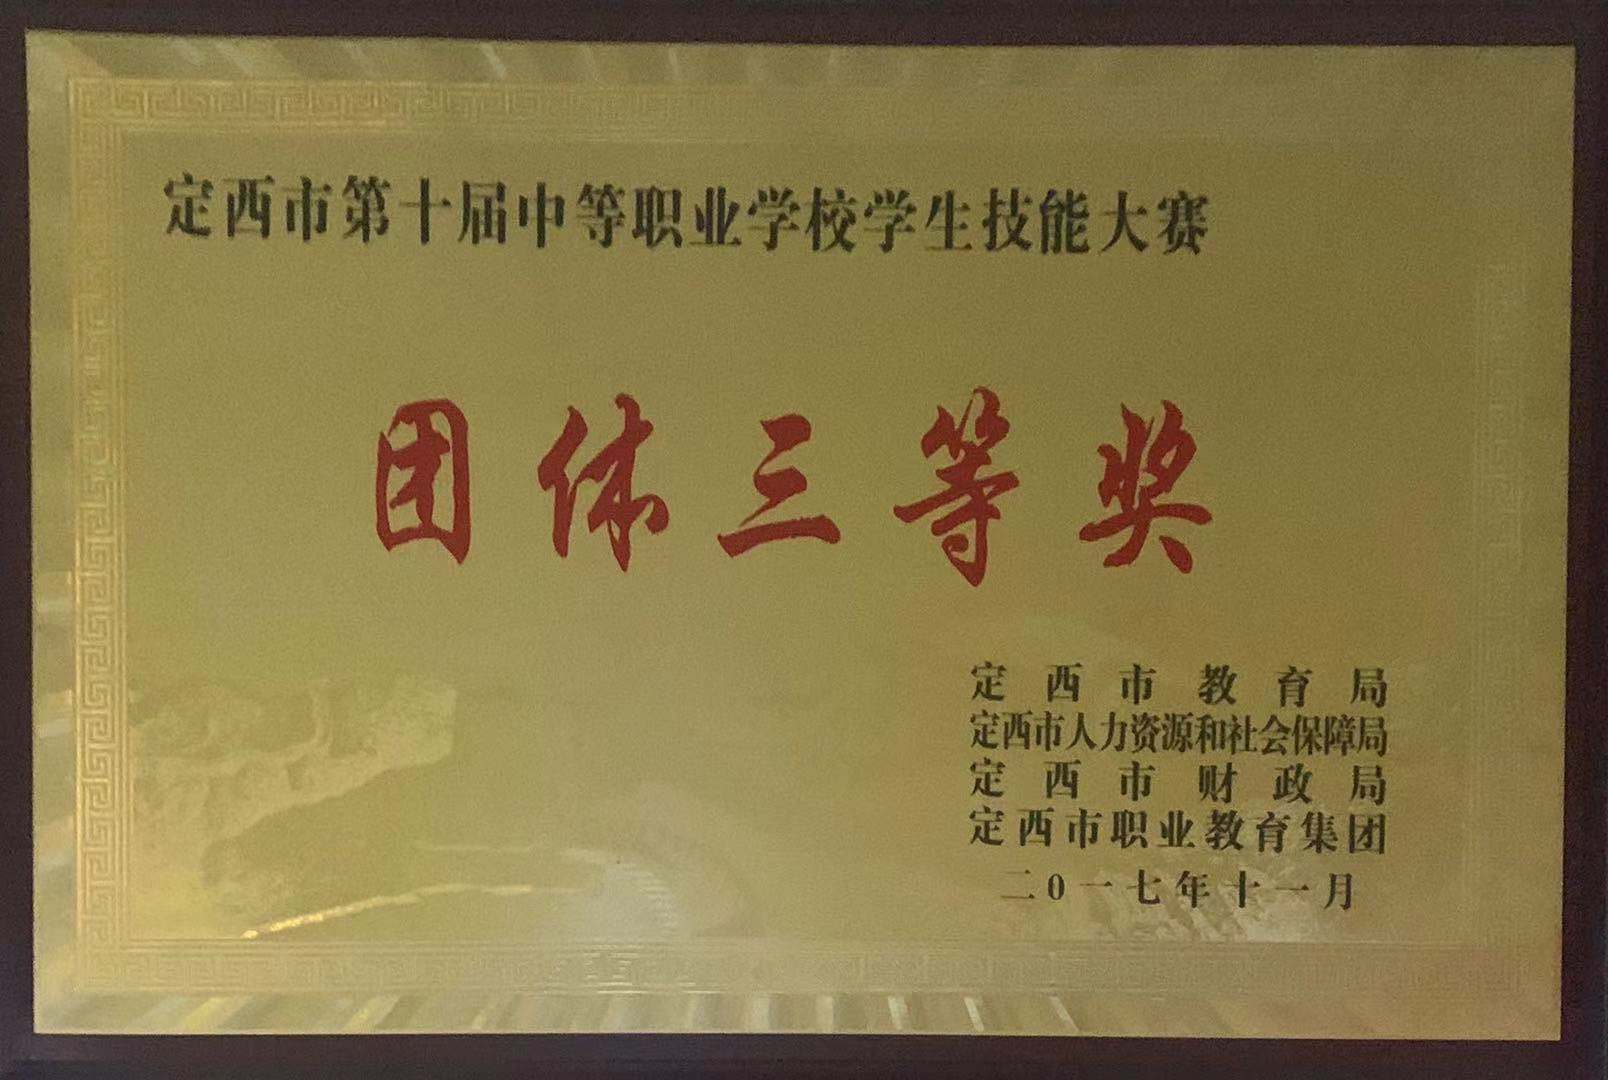 定西市第十届中等职业学校学生技能大赛
团体三等奖
定西市教育局
定西市人力资源和社会保障局
定西市财政局
定西市职业教育集团
二0一七年十一月